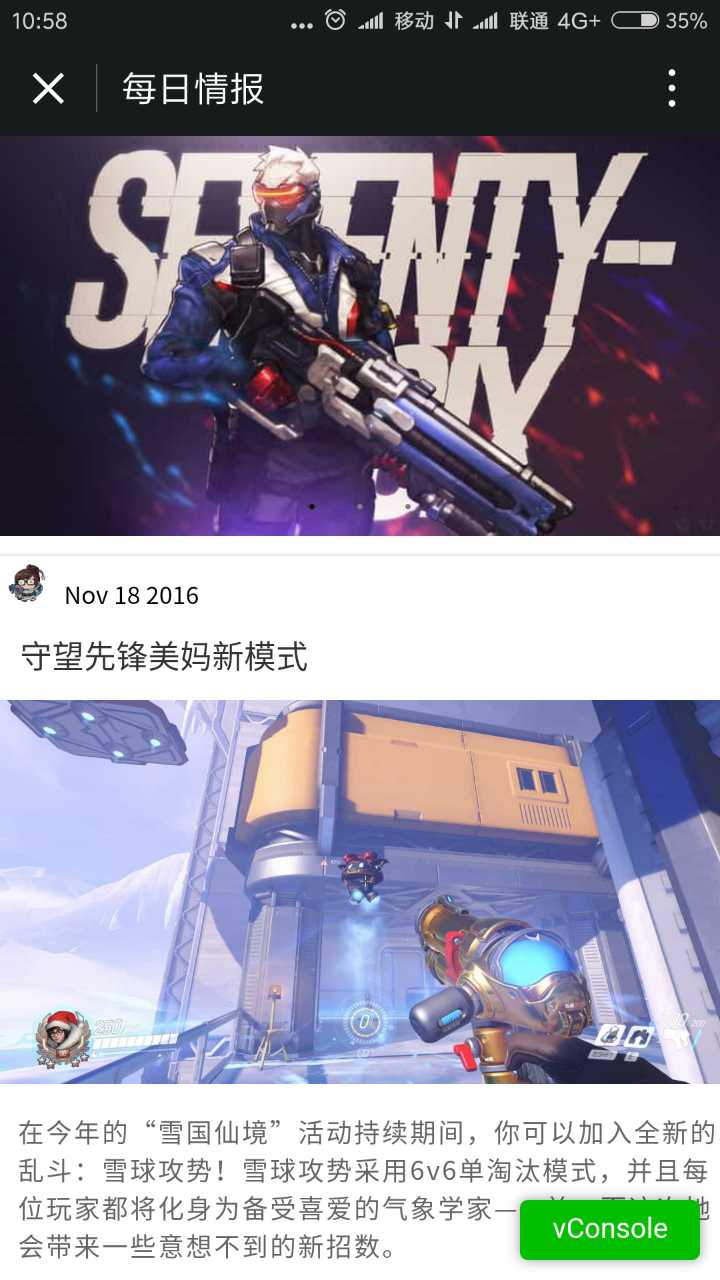 10:58
移动
联通 4G+
35%
每日情报
SEVENTY-
SIX
Nov 18 2016
守望先锋美妈新模式
250
0
在今年的“雪国仙境”活动持续期间，你可以加入全新的
乱斗：雪球攻势！雪球攻势采用6v6单淘汰模式，并且每
位玩家都将化身为备受喜爱的气象学家—
会带来一些意想不到的新招数。
vConsole